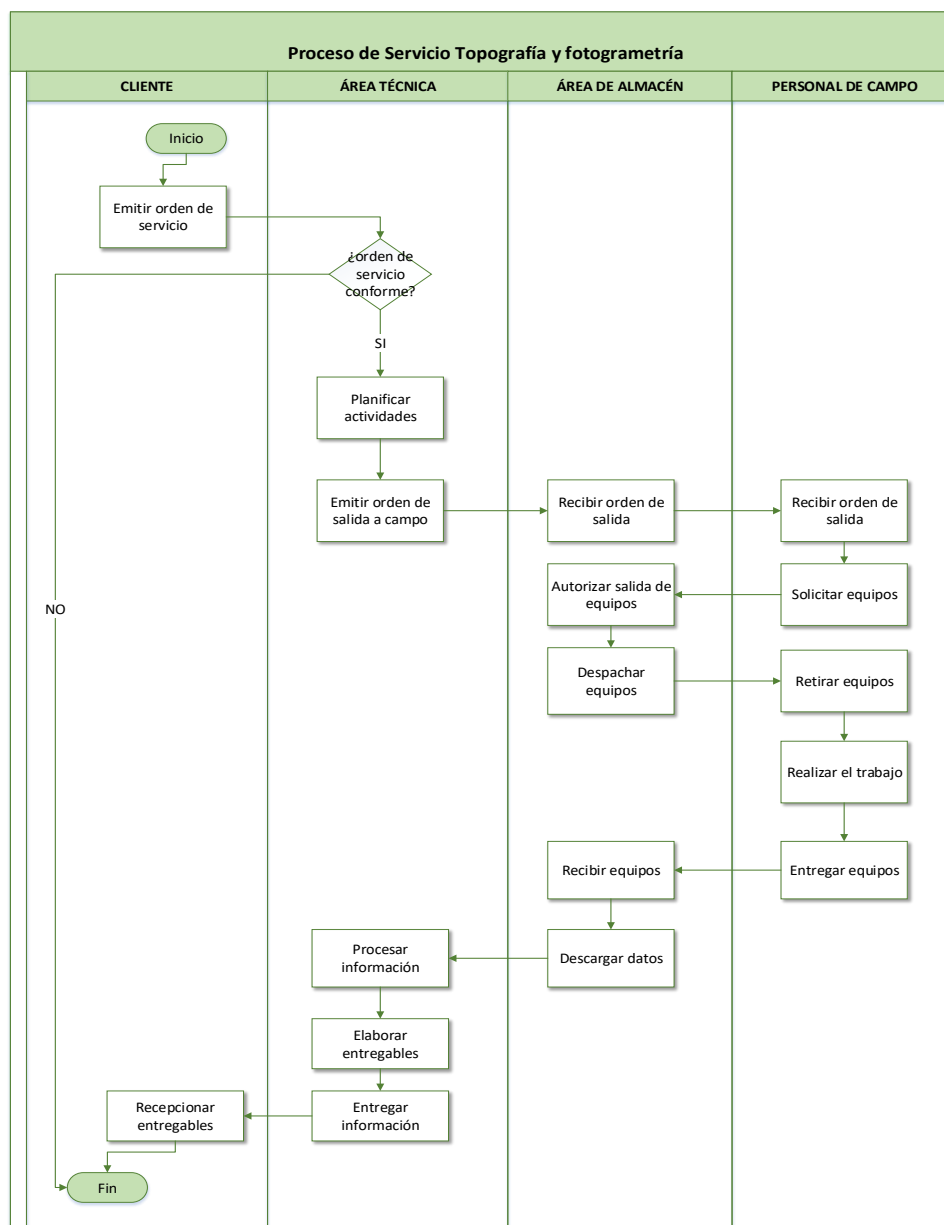 Proceso de Servicio Topografía y fotogrametría
CLIENTE
ÁREA TÉCNICA
ÁREA DE ALMACÉN
PERSONAL DE CAMPO
Inicio
Emitir orden de
servicio
¿orden de
servicio
conforme?
SI
Planificar
actividades
Emitir orden de
salida a campo
Recibir orden de
salida
Recibir orden de
salida
Autorizar salida de
equipos
Solicitar equipos
NO
Despachar
equipos
Retirar equipos
Realizar el trabajo
Recibir equipos
Entregar equipos
Procesar
información
Descargar datos
Elaborar
entregables
Recepcionar
entregables
Entregar
información
Fin